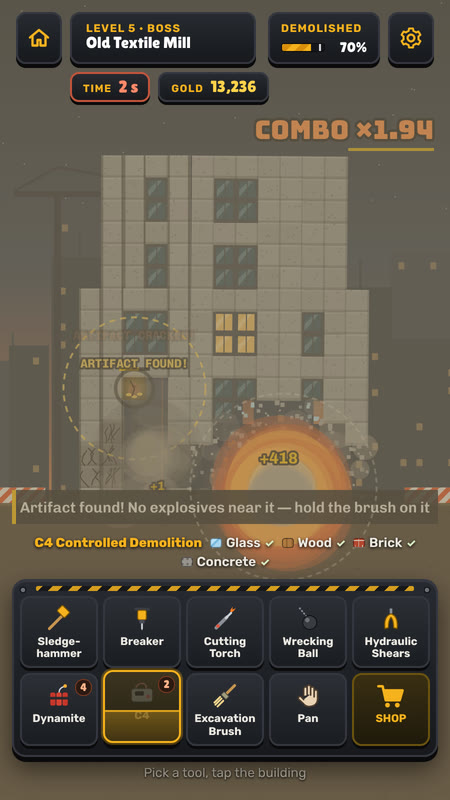 LEVEL 5 · BOSS
Old Textile Mill
DEMOLISHED
70%
TIME 2 s
GOLD 13,236
COMBO ×1.94
ARTIFACT CRACKED!
ARTIFACT FOUND!
+418
+1
Artifact found! No explosives near it — hold the brush on it
C4 Controlled Demolition Glass ✓ Wood ✓ Brick ✓
Concrete ✓
Sledge-
hammer
Breaker
Cutting
Torch
Wrecking
Ball
Hydraulic
Shears
4
Dynamite
2
C4
Excavation
Brush
Pan
SHOP
Pick a tool, tap the building